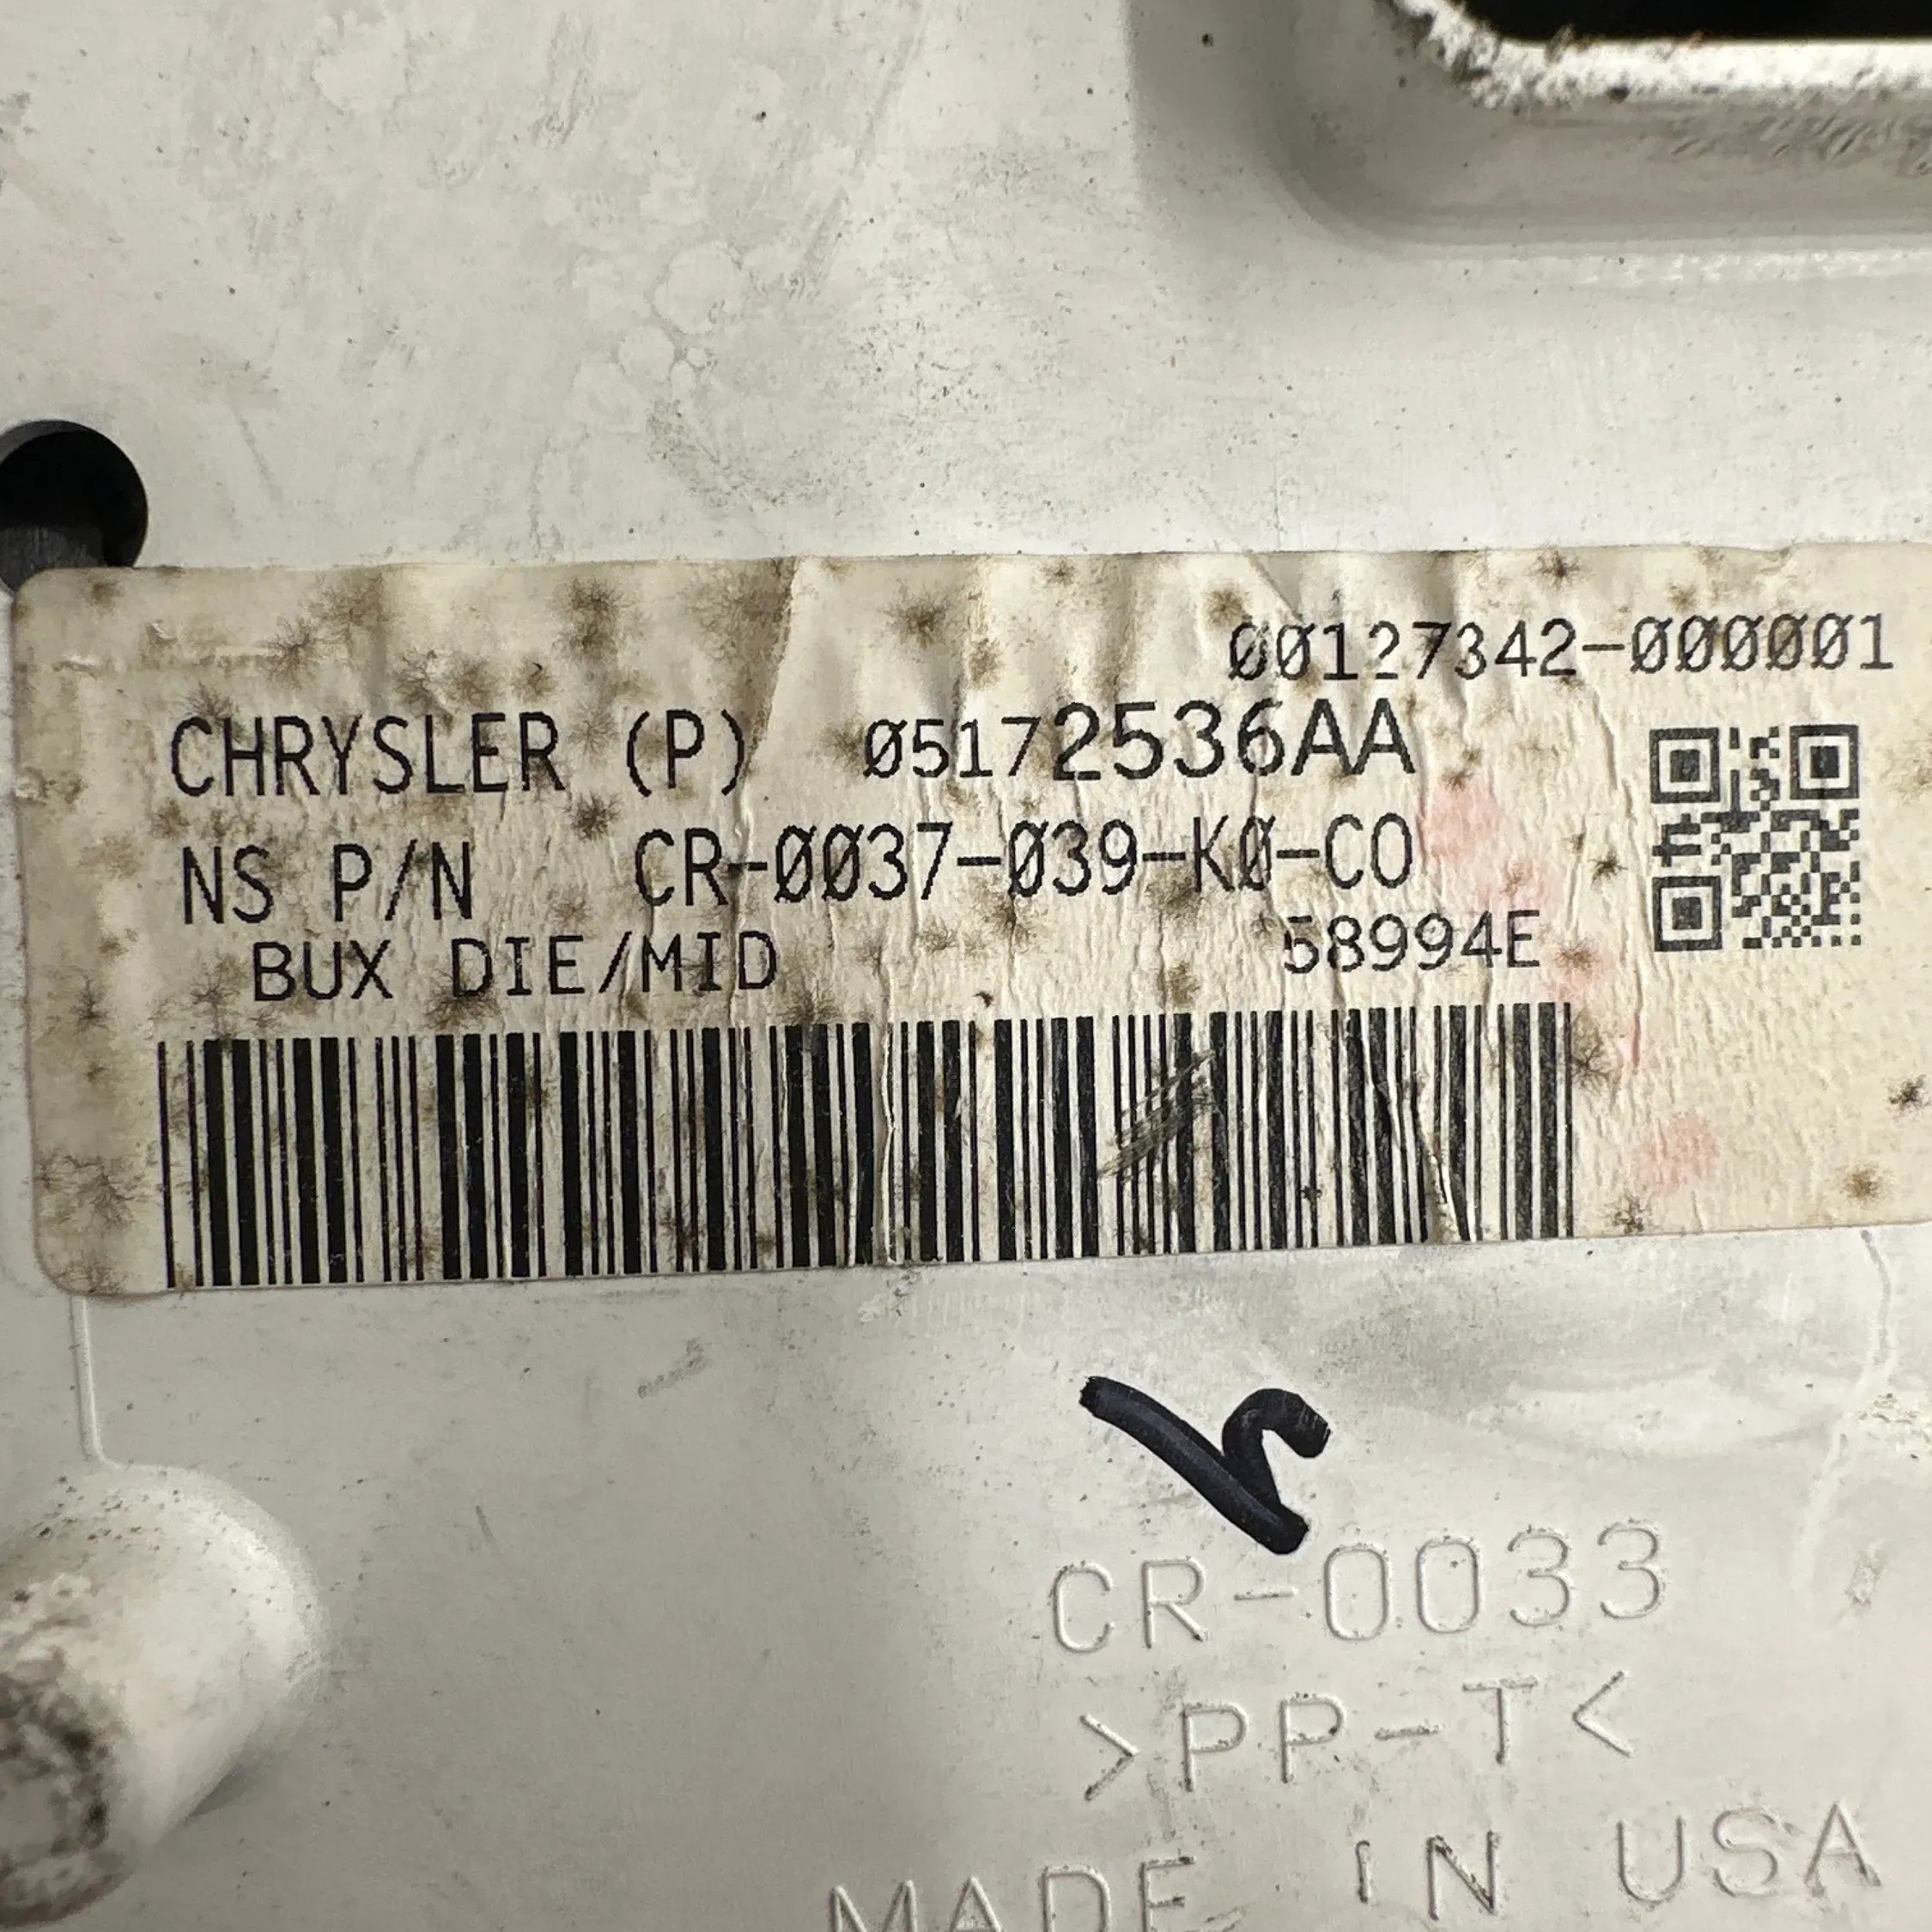 00127342-000001
CHRYSLER (P) 05172536AA
NS P/N CR-0037-039-K0-CO
BUX DIE/MID 58994E
CR-0033
>PP-T<
MADE IN USA